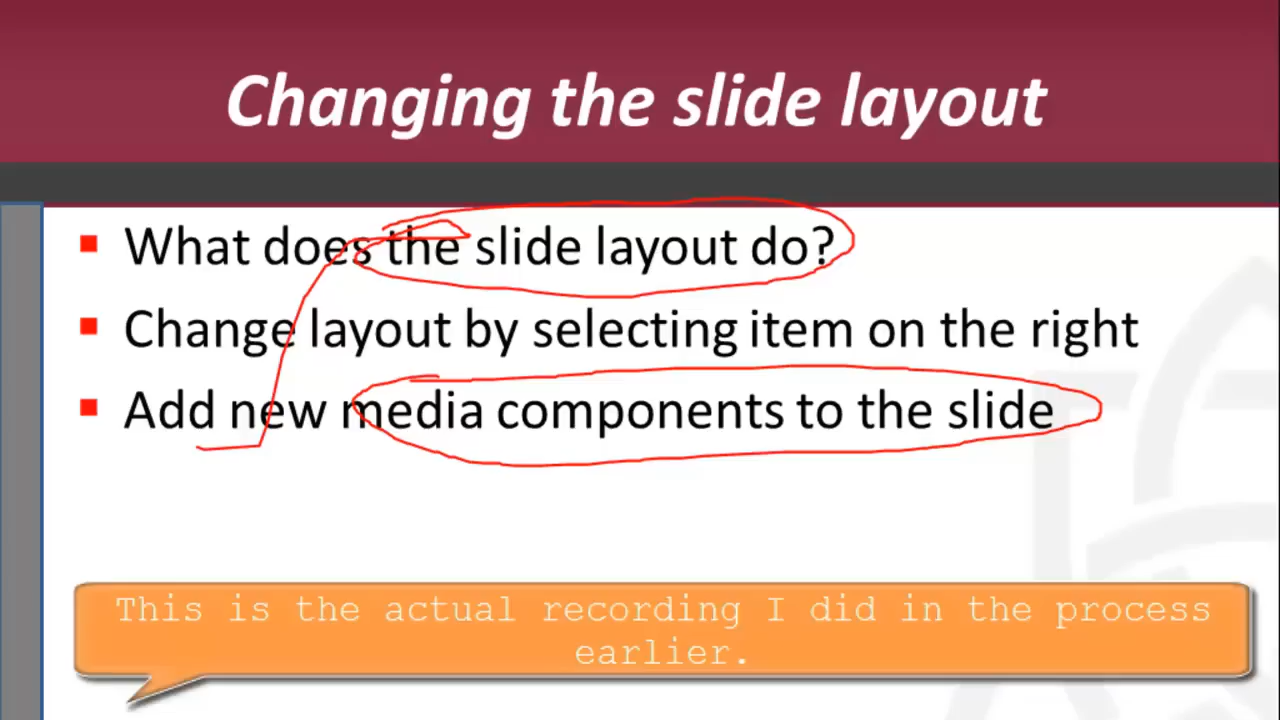 Changing the slide layout
What does the slide layout do?
Change layout by selecting item on the right
Add new media components to the slide
This is the actual recording I did in the process
earlier.